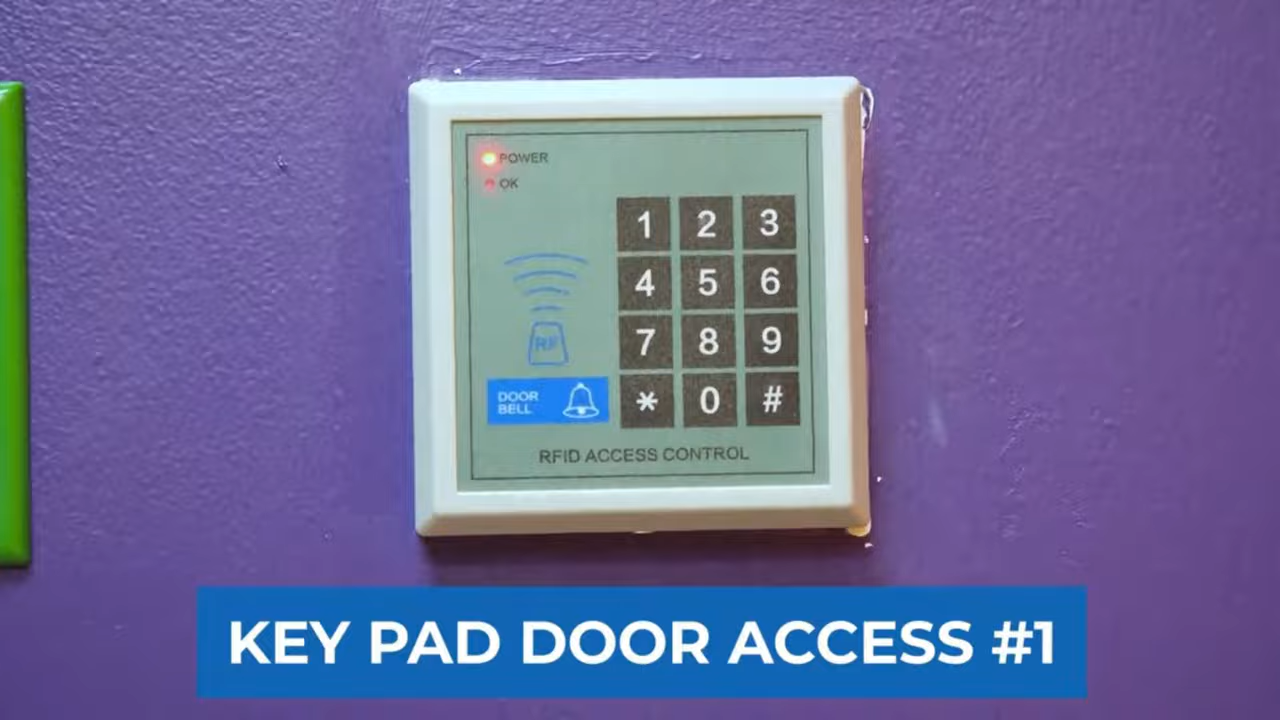 POWER
OK
1 2 3
4 5 6
7 8 9
* 0 #
RF
DOOR
BELL
RFID ACCESS CONTROL
KEY PAD DOOR ACCESS #1